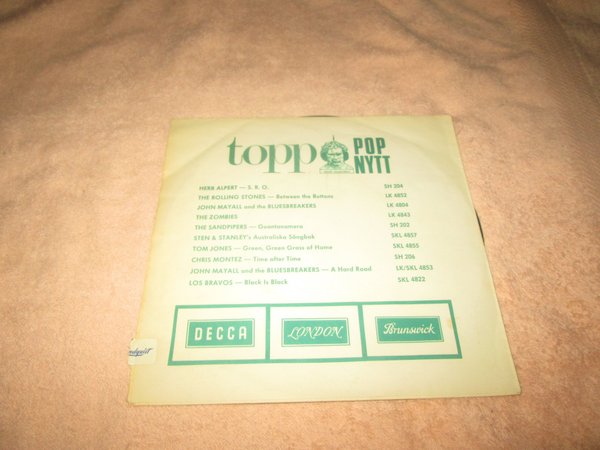 topp POP
NYTT
HERB ALPERT — S. R. O. SH 204
THE ROLLING STONES — Between the Buttons LK 4852
JOHN MAYALL and the BLUESBREAKERS LK 4804
THE ZOMBIES LK 4843
THE SANDPIPERS — Guantanamera SH 202
STEN & STANLEY's Australiska Sångbok SKL 4857
TOM JONES — Green, Green Grass of Home SKL 4855
CHRIS MONTEZ — Time after Time SH 206
JOHN MAYALL and the BLUESBREAKERS — A Hard Road LK/SKL 4853
LOS BRAVOS — Black Is Black SKL 4822
DECCA LONDON Brunswick